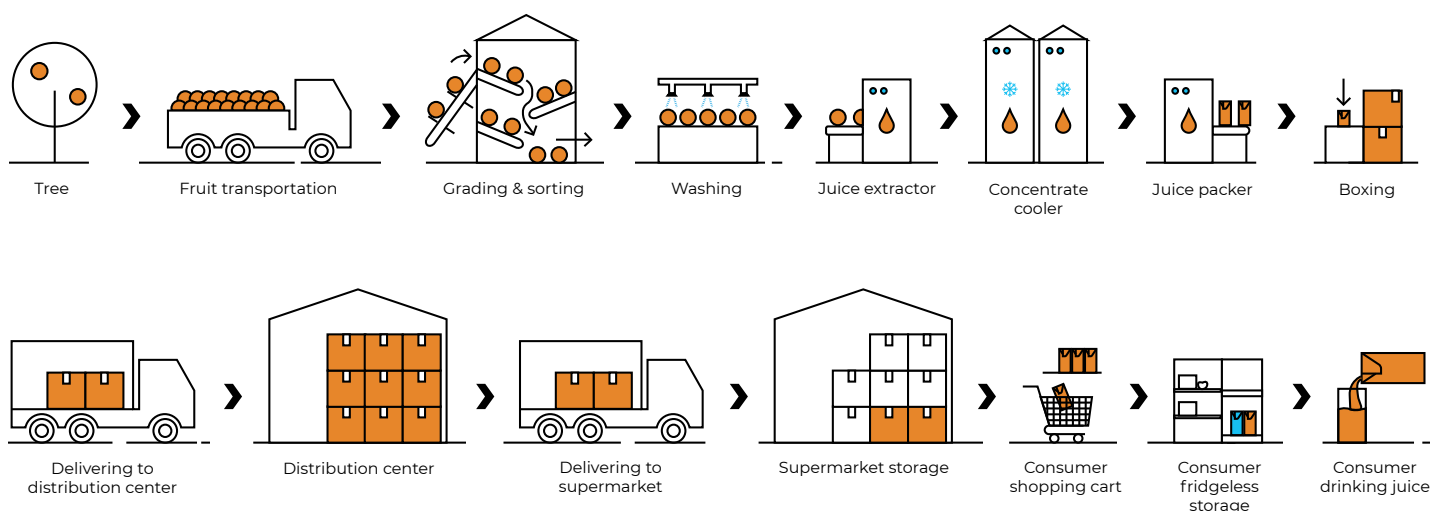 Tree
Fruit transportation
Grading & sorting
Washing
Juice extractor
Concentrate
cooler
Juice packer
Boxing
Delivering to
distribution center
Distribution center
Delivering to
supermarket
Supermarket storage
Consumer
shopping cart
Consumer
fridgeless
storage
Consumer
drinking juice